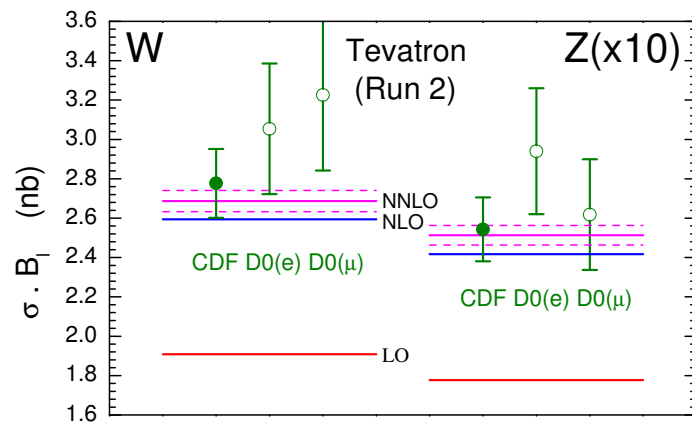 W
Tevatron
(Run 2)
Z(x10)
σ . B_l (nb)
3.6
3.4
3.2
3.0
2.8
2.6
2.4
2.2
2.0
1.8
1.6
NNLO
NLO
CDF D0(e) D0(μ)
CDF D0(e) D0(μ)
LO